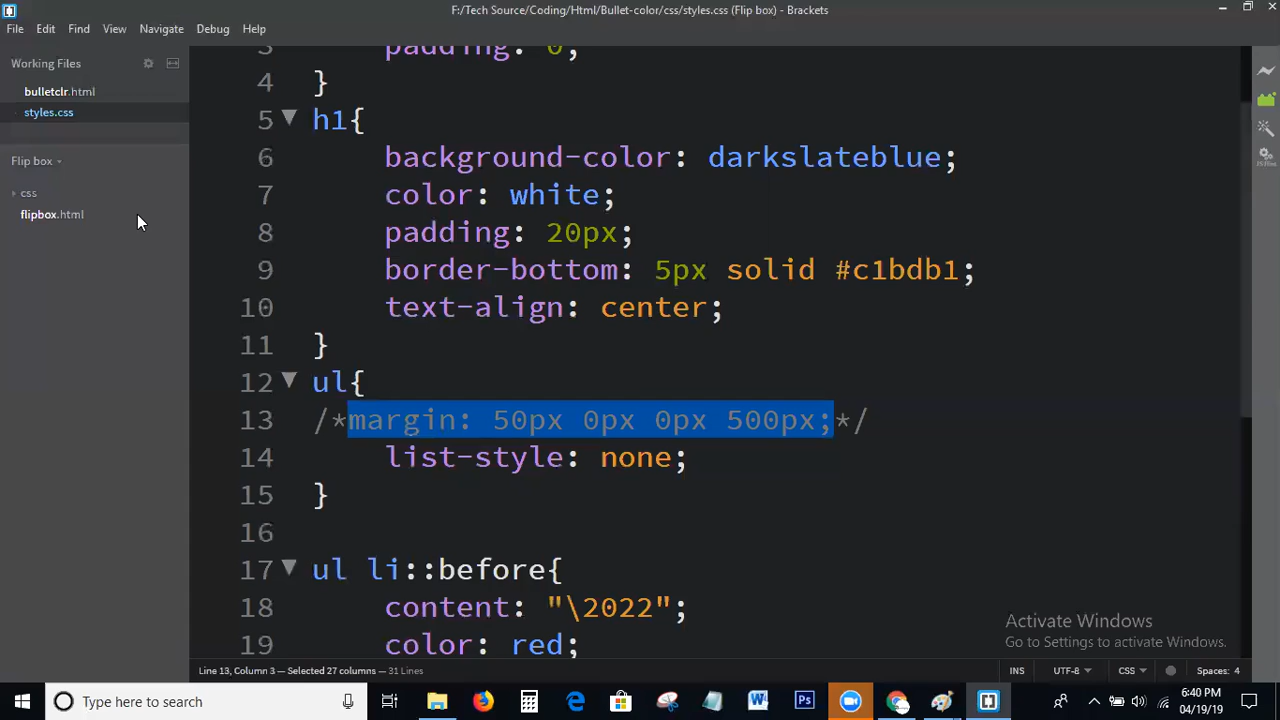 F:/Tech Source/Coding/Html/Bullet-color/css/styles.css (Flip box) - Brackets
File Edit Find View Navigate Debug Help
Working Files
bulletclr.html
styles.css
Flip box
css
flipbox.html
3 padding: 0;
4 }
5 h1{
6 background-color: darkslateblue;
7 color: white;
8 padding: 20px;
9 border-bottom: 5px solid #c1bdb1;
10 text-align: center;
11 }
12 ul{
13 /*margin: 50px 0px 0px 500px;*/
14 list-style: none;
15 }
16
17 ul li::before{
18 content: "\2022";
19 color: red;
Activate Windows
Go to Settings to activate Windows.
Line 13, Column 3 — Selected 27 columns — 31 Lines
INS UTF-8 CSS Spaces: 4
Type here to search
6:40 PM
04/19/19